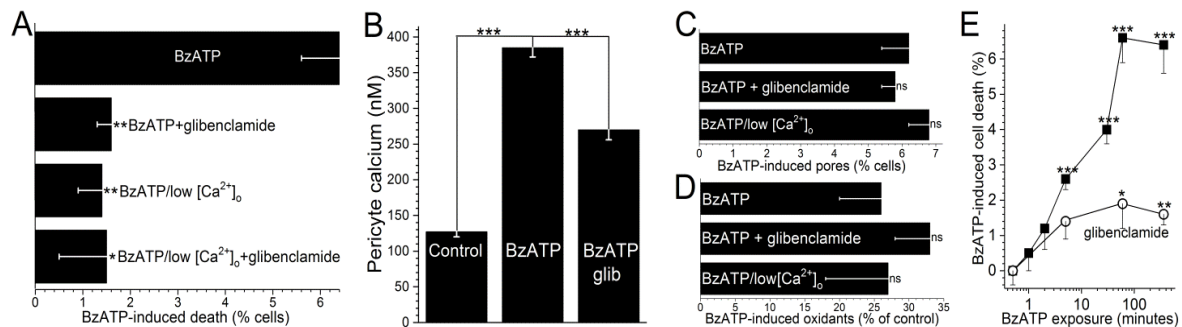 A
BzATP
**BzATP+glibenclamide
**BzATP/low [Ca²⁺]ₒ
*BzATP/low [Ca²⁺]ₒ+glibenclamide
0 1 2 3 4 5 6
BzATP-induced death (% cells)
B
*** ***
400
350
300
250
200
150
100
50
0
Pericyte calcium (nM)
Control
BzATP
BzATP
glib
C
BzATP
BzATP + glibenclamide ns
BzATP/low [Ca²⁺]ₒ ns
0 1 2 3 4 5 6 7
BzATP-induced pores (% cells)
D
BzATP
BzATP + glibenclamide ns
BzATP/low[Ca²⁺]ₒ ns
0 5 10 15 20 25 30 35
BzATP-induced oxidants (% of control)
E
*** ***
***
***
* **
glibenclamide
6
4
2
0
BzATP-induced cell death (%)
1 10 100
BzATP exposure (minutes)